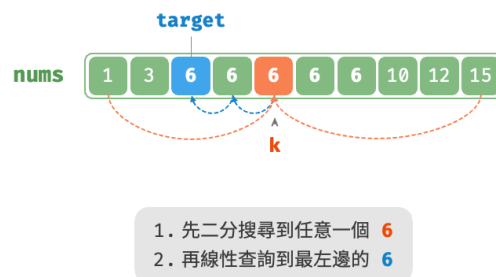 target
nums 1 3 6 6 6 6 6 10 12 15
k
1. 先二分搜尋到任意一個 6
2. 再線性查詢到最左邊的 6